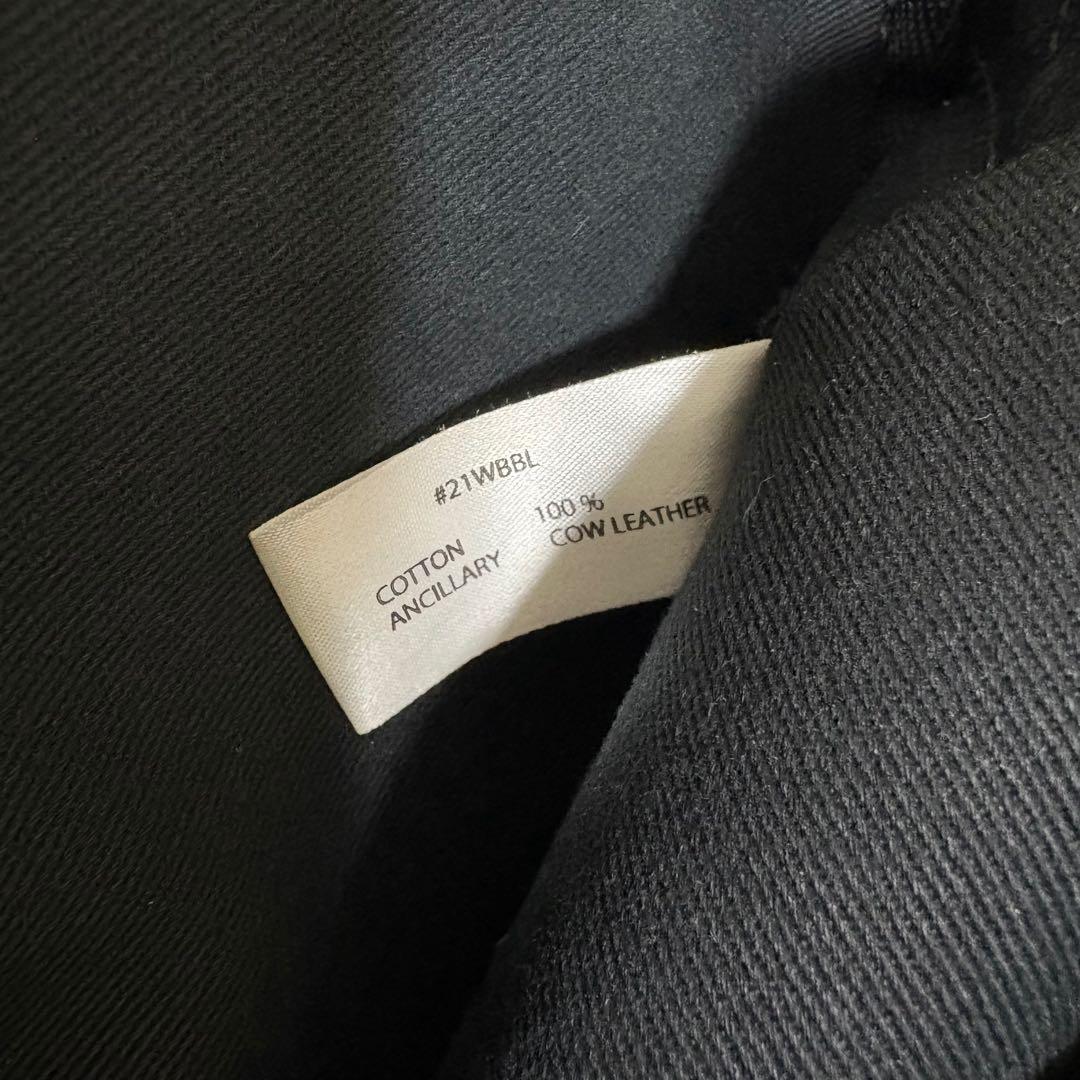 #21WBBL
COTTON 100 %
ANCILLARY COW LEATHER